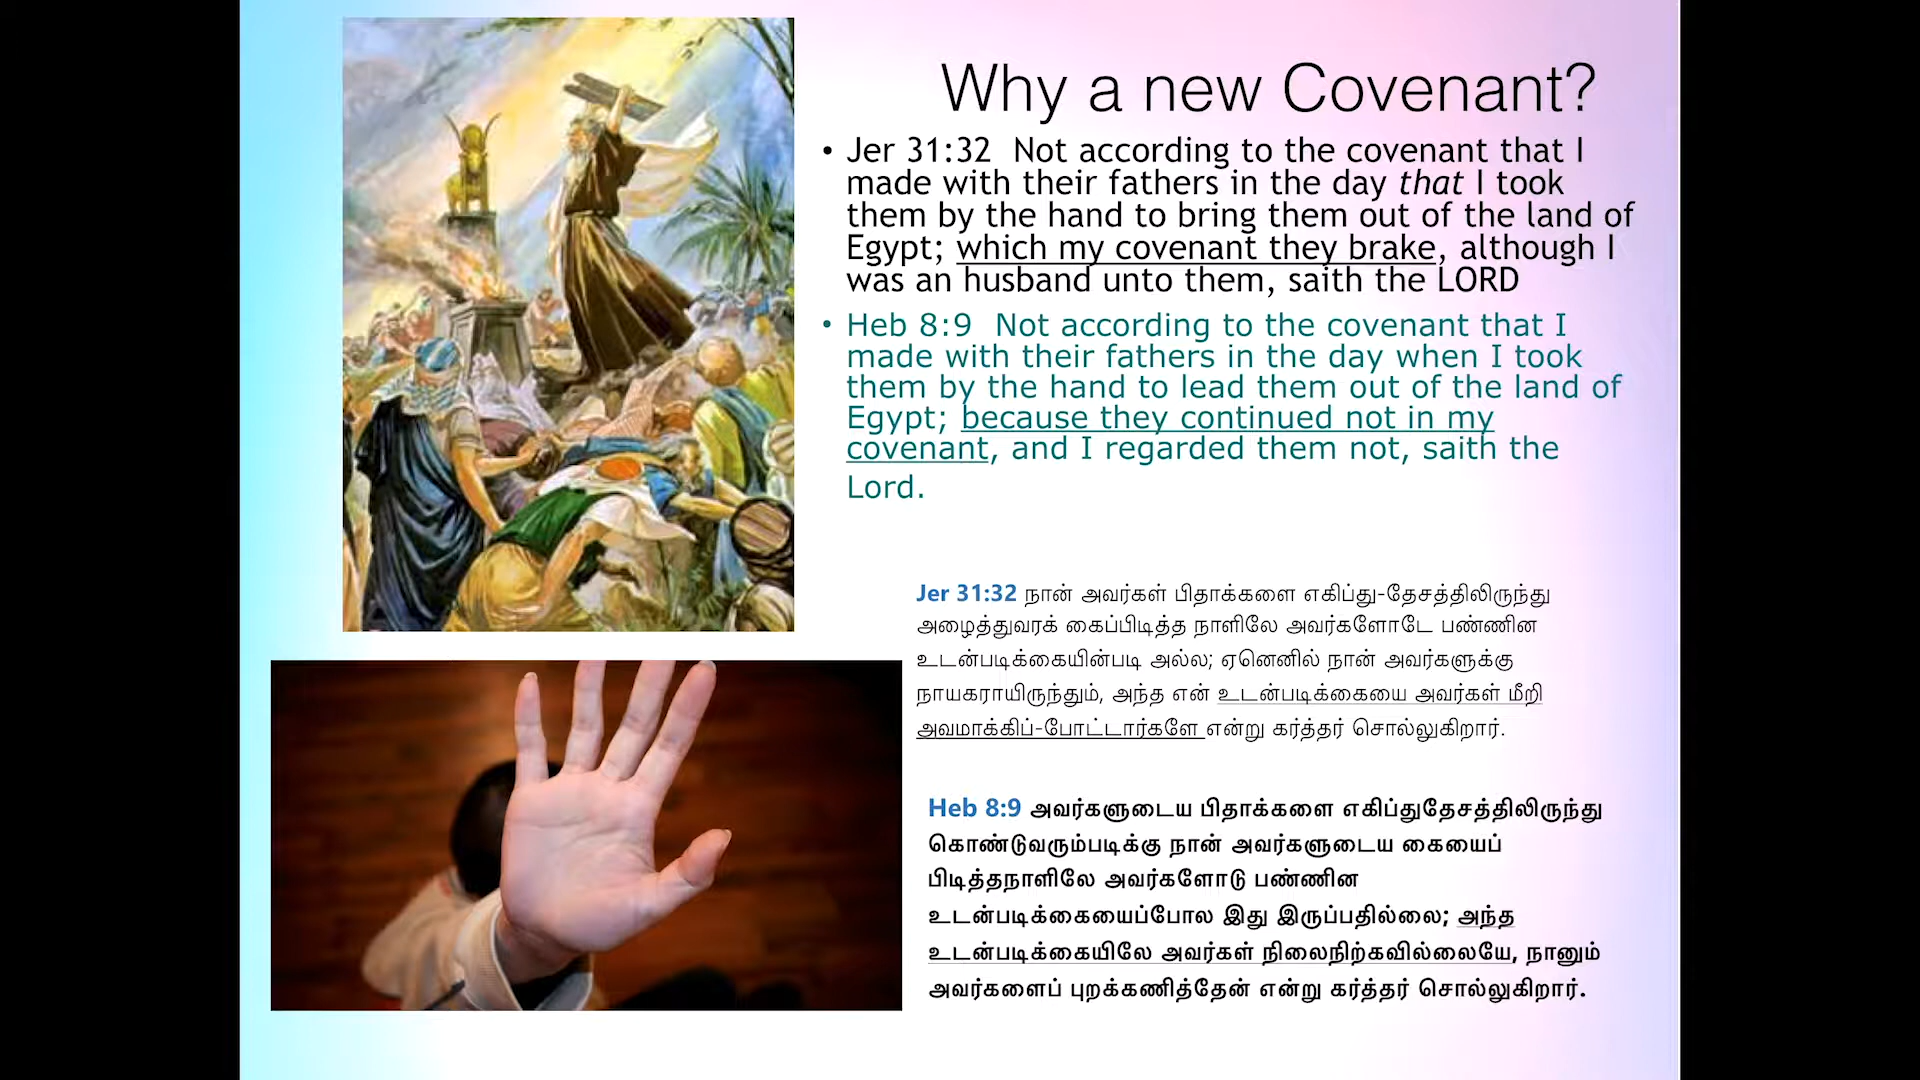 Why a new Covenant?
• Jer 31:32  Not according to the covenant that I
made with their fathers in the day that I took
them by the hand to bring them out of the land of
Egypt; which my covenant they brake, although I
was an husband unto them, saith the LORD
• Heb 8:9  Not according to the covenant that I
made with their fathers in the day when I took
them by the hand to lead them out of the land of
Egypt; because they continued not in my
covenant, and I regarded them not, saith the
Lord.
Jer 31:32 நான் அவர்கள் பிதாக்களை எகிப்து-தேசத்திலிருந்து
அழைத்துவரக் கைப்பிடித்த நாளிலே அவர்களோடே பண்ணின
உடன்படிக்கையின்படி அல்ல; ஏனெனில் நான் அவர்களுக்கு
நாயகராயிருந்தும், அந்த என் உடன்படிக்கையை அவர்கள் மீறி
அவமாக்கிப்-போட்டார்களே என்று கர்த்தர் சொல்லுகிறார்.
Heb 8:9 அவர்களுடைய பிதாக்களை எகிப்துதேசத்திலிருந்து
கொண்டுவரும்படிக்கு நான் அவர்களுடைய கையைப்
பிடித்தநாளிலே அவர்களோடு பண்ணின
உடன்படிக்கையைப்போல இது இருப்பதில்லை; அந்த
உடன்படிக்கையிலே அவர்கள் நிலைநிற்கவில்லையே, நானும்
அவர்களைப் புறக்கணித்தேன் என்று கர்த்தர் சொல்லுகிறார்.